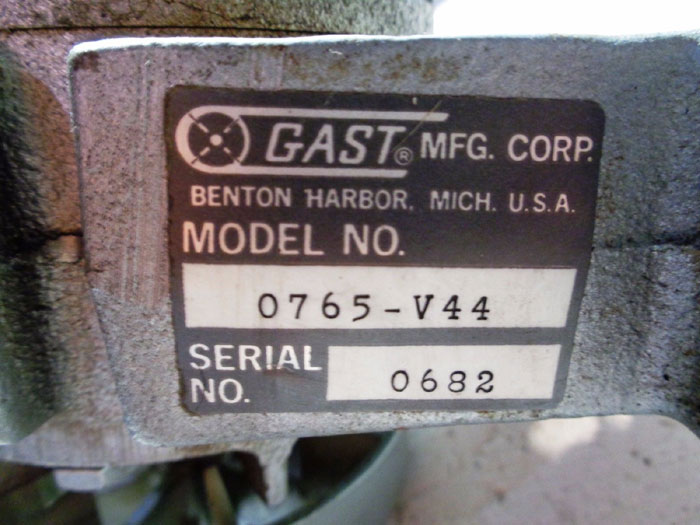 GAST® MFG. CORP.
BENTON HARBOR, MICH. U.S.A.
MODEL NO.
0765-V44
SERIAL NO.
0682